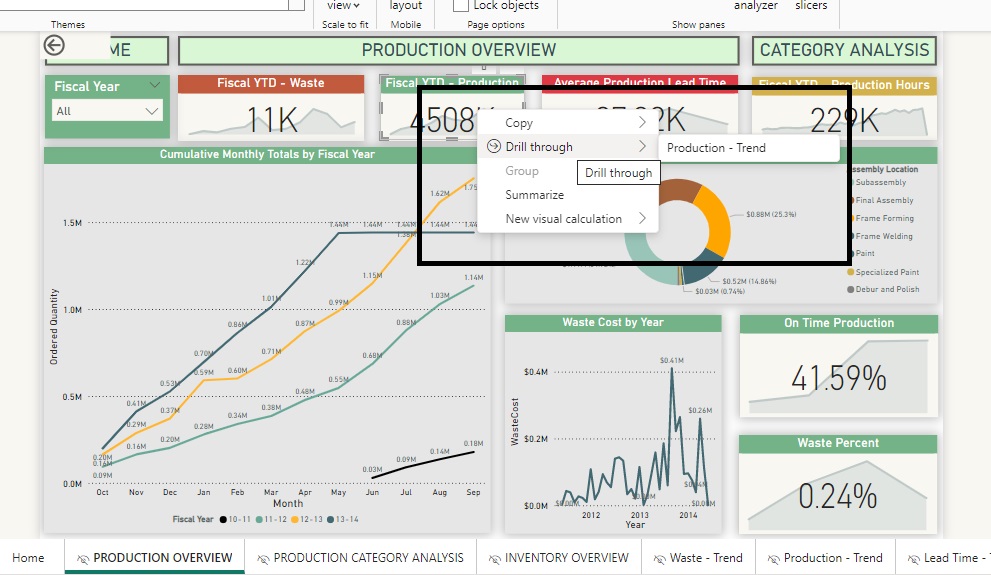 view
layout
Lock objects
analyzer
slicers
Themes
Scale to fit
Mobile
Page options
Show panes
ME
PRODUCTION OVERVIEW
CATEGORY ANALYSIS
Fiscal Year
All
Fiscal YTD - Waste
11K
Fiscal YTD - Production
4508K
Average Production Lead Time
2K
Fiscal YTD - Production Hours
229K
Copy
Drill through
Group
Summarize
New visual calculation
Drill through
Production - Trend
Cumulative Monthly Totals by Fiscal Year
Ordered Quantity
1.5M
1.0M
0.5M
0.0M
1.62M
1.75
1.44M 1.44M 1.44M 1.44M 1.44
1.38M
1.22M
1.15M
1.14M
1.01M
0.99M
1.03M
0.86M
0.87M
0.88M
0.70M
0.71M
0.68M
0.59M
0.60M
0.53M
0.55M
0.48M
0.41M
0.37M
0.38M
0.34M
0.29M
0.28M
0.20M
0.16M
0.20M
0.16M
0.09M
0.03M
0.09M
0.14M
0.18M
Oct Nov Dec Jan Feb Mar Apr May Jun Jul Aug Sep
Month
Fiscal Year 10-11 11-12 12-13 13-14
$0.88M (25.3%)
$0.52M (14.86%)
$0.03M (0.74%)
ssembly Location
Subassembly
Final Assembly
Frame Forming
Frame Welding
Paint
Specialized Paint
Debur and Polish
Waste Cost by Year
WasteCost
$0.4M
$0.2M
$0.0M
$0.41M
$0.26M
$0.00M
$0.04M
$0.00M
2012 2013 2014
Year
On Time Production
41.59%
Waste Percent
0.24%
Home
PRODUCTION OVERVIEW
PRODUCTION CATEGORY ANALYSIS
INVENTORY OVERVIEW
Waste - Trend
Production - Trend
Lead Time -